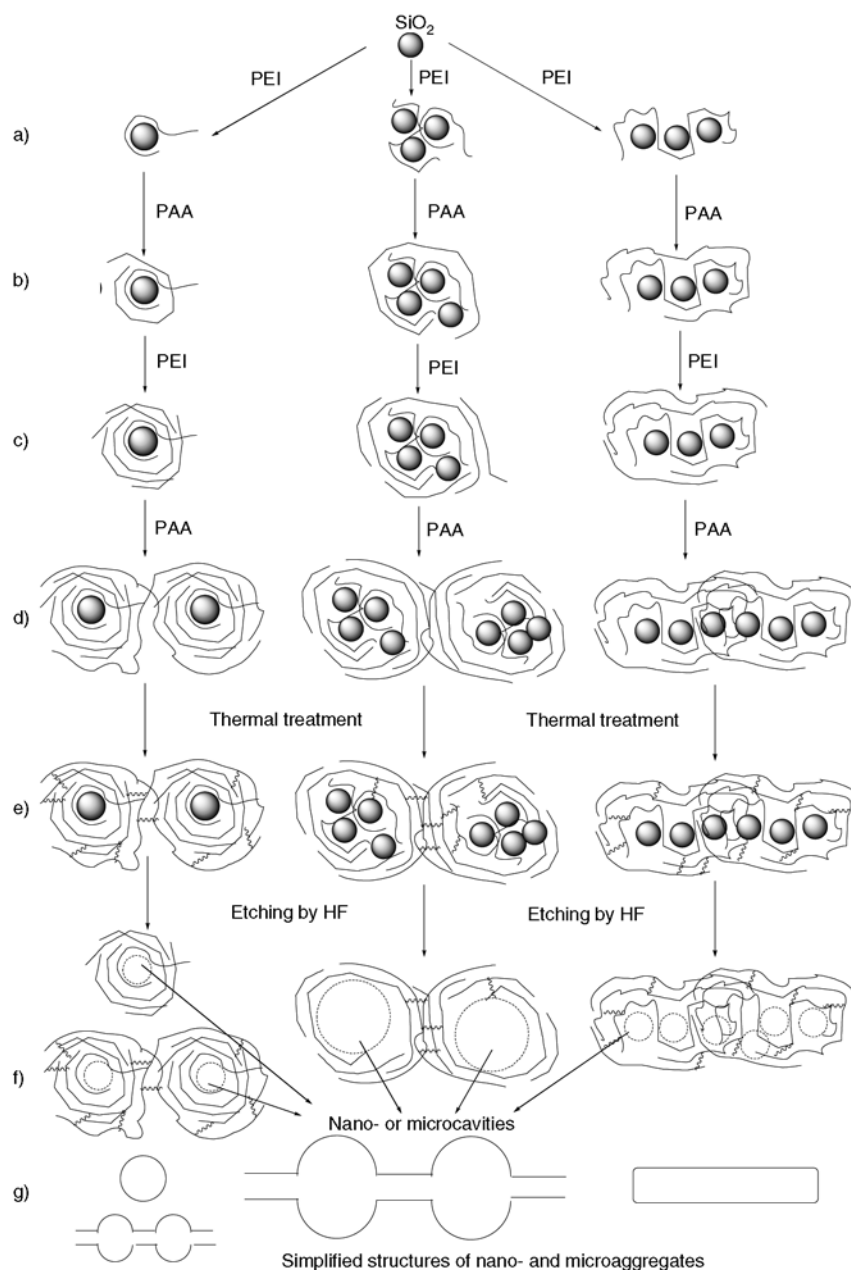 SiO₂
PEI PEI PEI
a)
PAA PAA PAA
b)
PEI PEI PEI
c)
PAA PAA PAA
d)
Thermal treatment Thermal treatment
e)
Etching by HF Etching by HF
f)
Nano- or microcavities
g)
Simplified structures of nano- and microaggregates